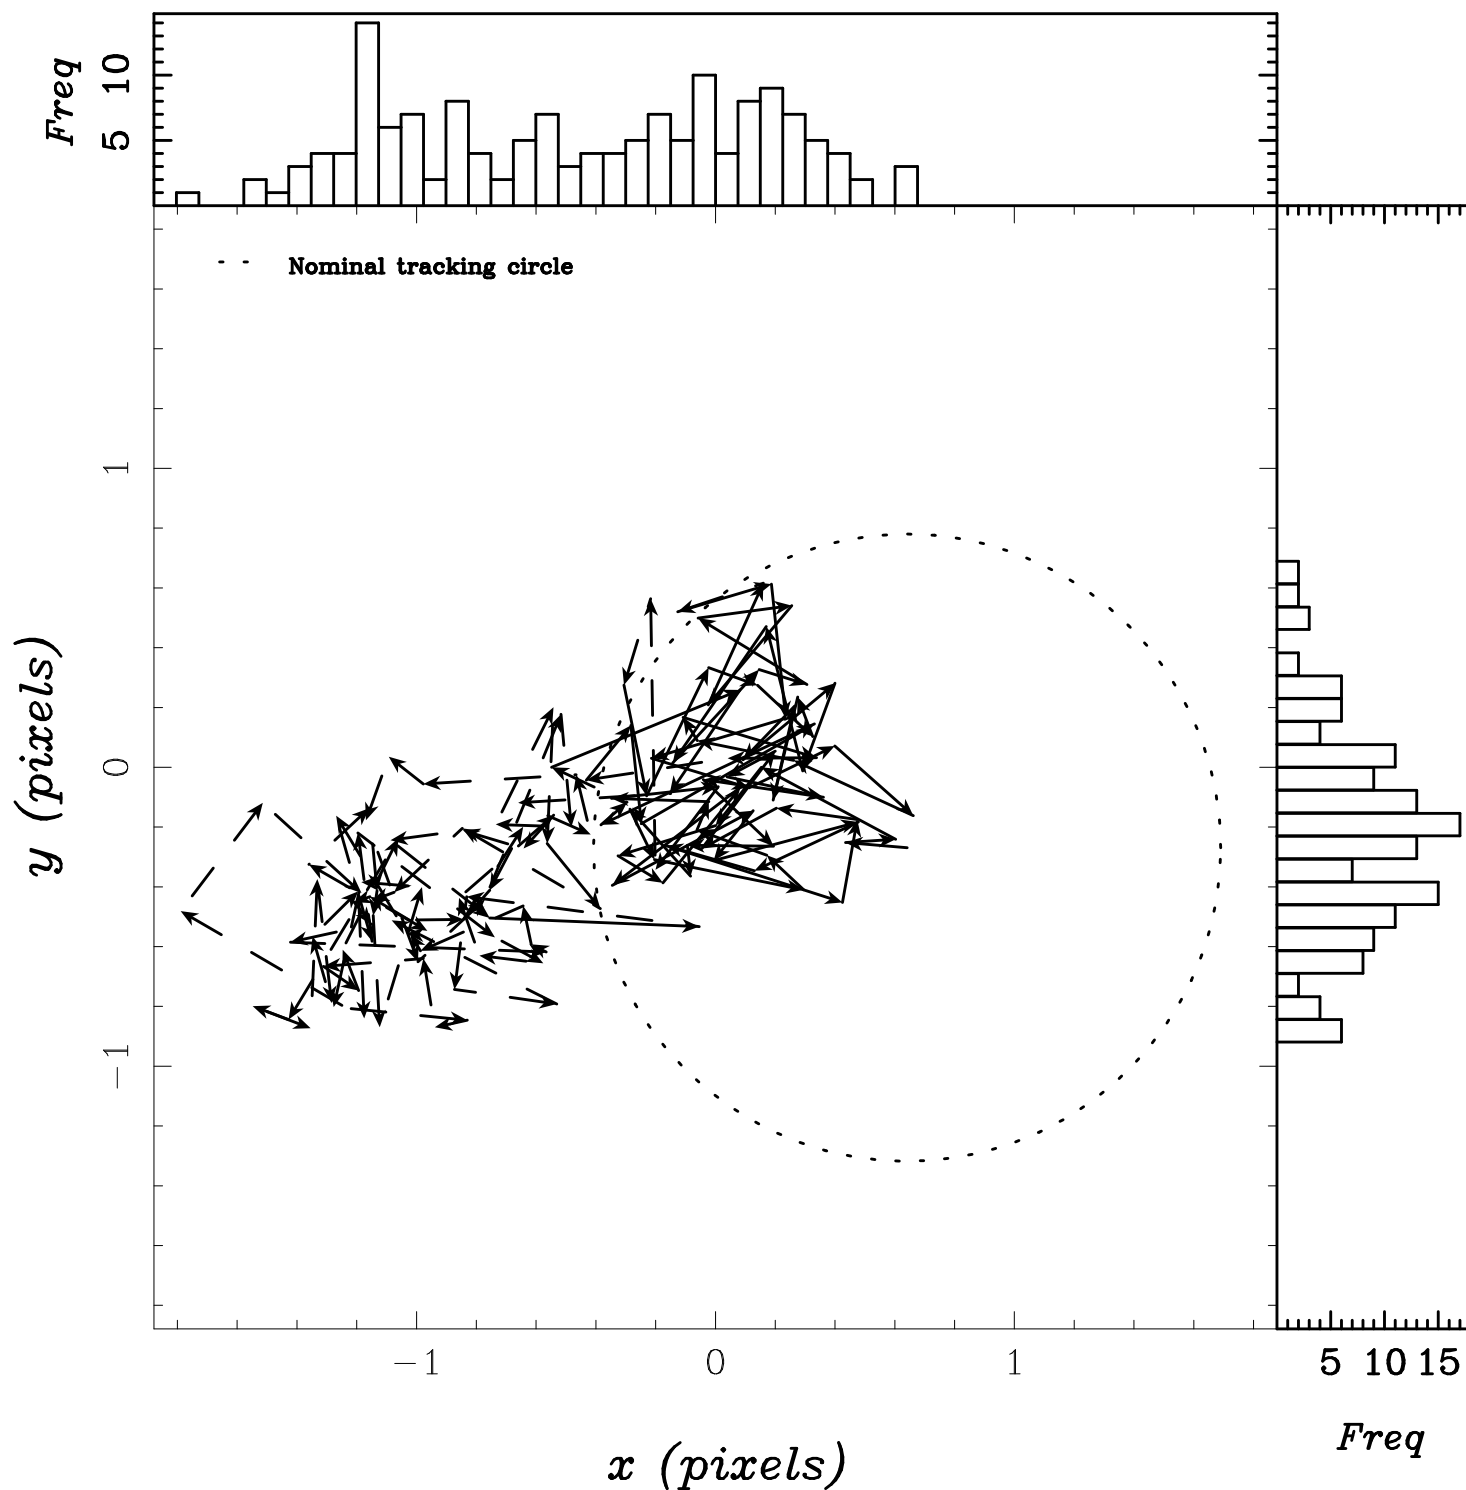 Freq
10
5
Nominal tracking circle
y (pixels)
1
0
−1
−1 0 1
5 10 15
x (pixels)
Freq